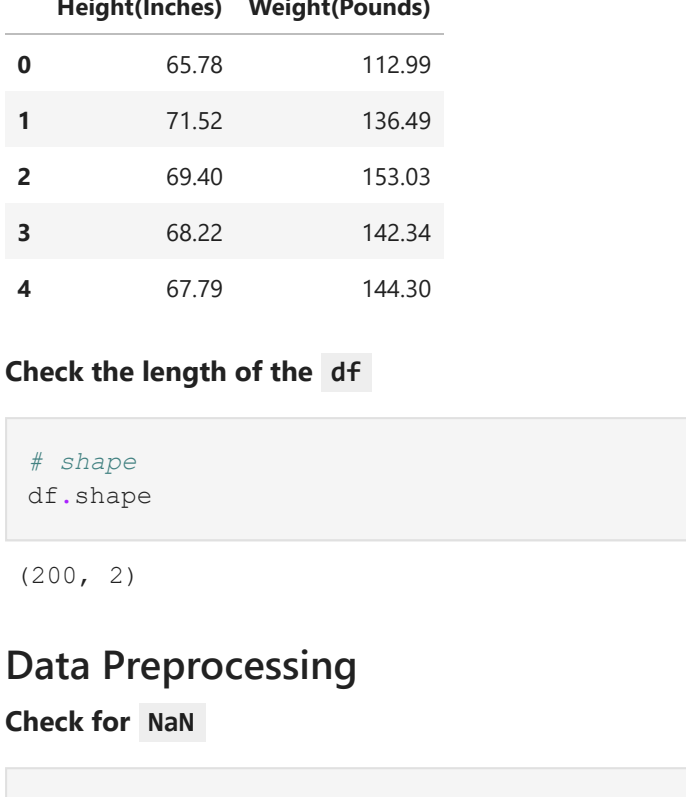 Height(Inches) Weight(Pounds)
0 65.78 112.99
1 71.52 136.49
2 69.40 153.03
3 68.22 142.34
4 67.79 144.30
Check the length of the df
# shape
df.shape
(200, 2)
Data Preprocessing
Check for NaN